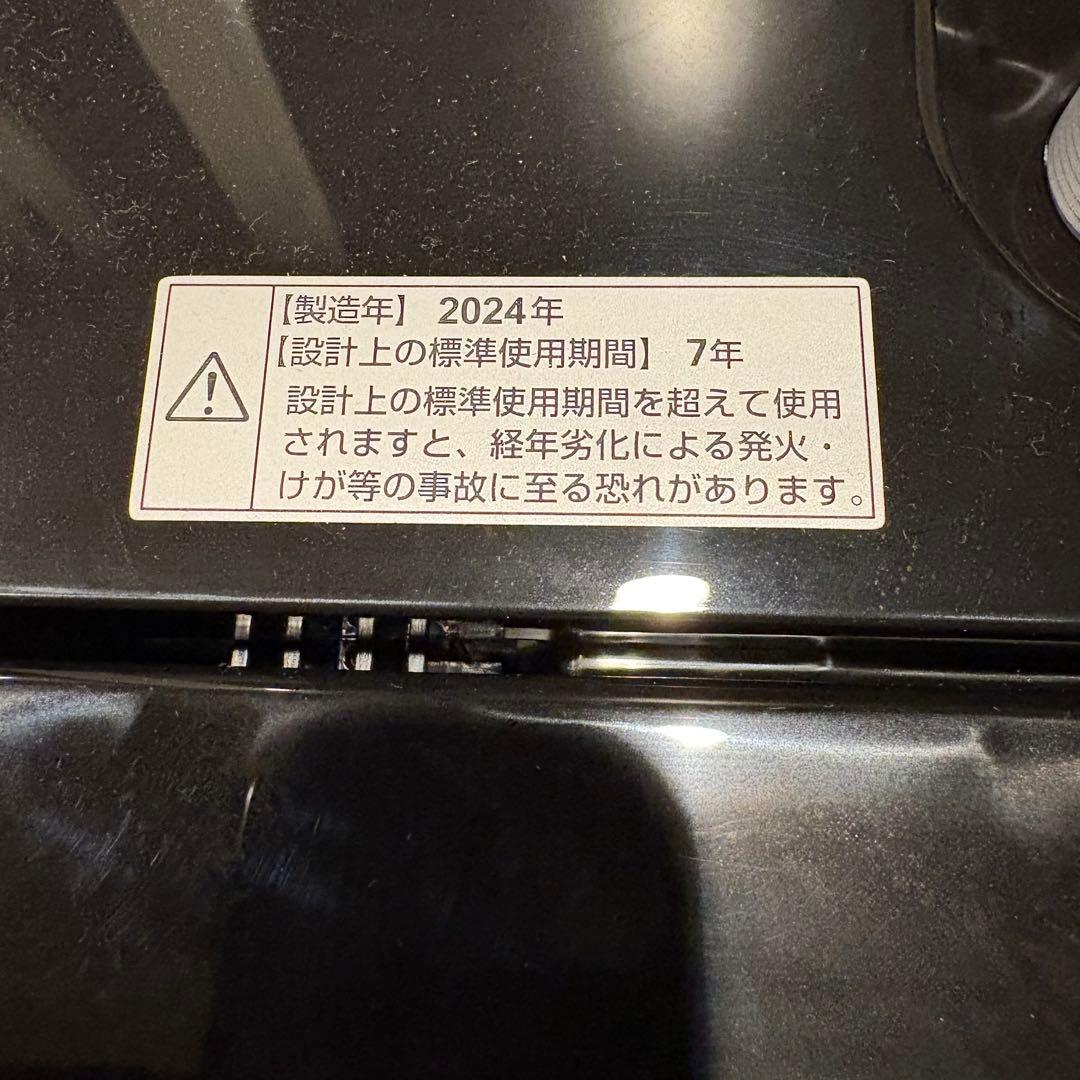 【製造年】 2024年
【設計上の標準使用期間】 7年
設計上の標準使用期間を超えて使用
されますと、経年劣化による発火・
けが等の事故に至る恐れがあります。